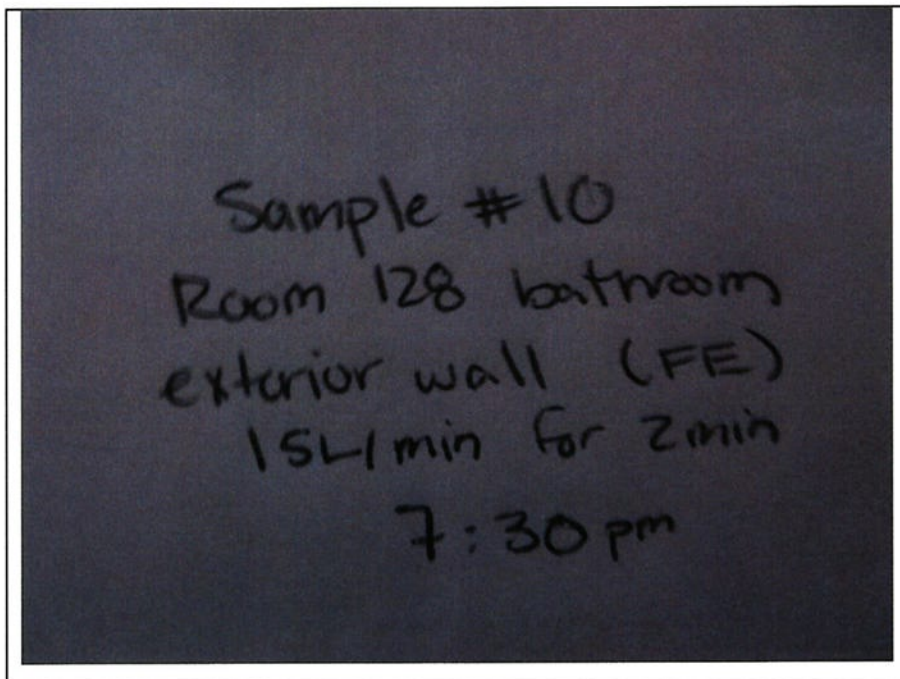 Sample #10
Room 128 bathroom
exterior wall (FE)
15L/min for 2min
7:30pm